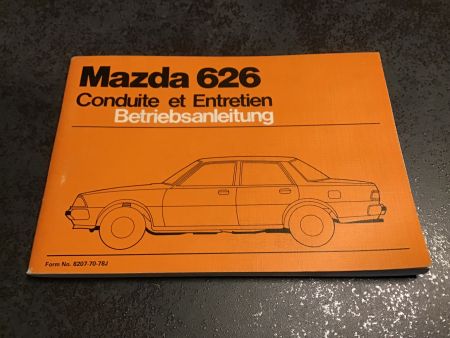 Mazda 626
Conduite et Entretien
Betriebsanleitung
Form No. 6207-70-78J